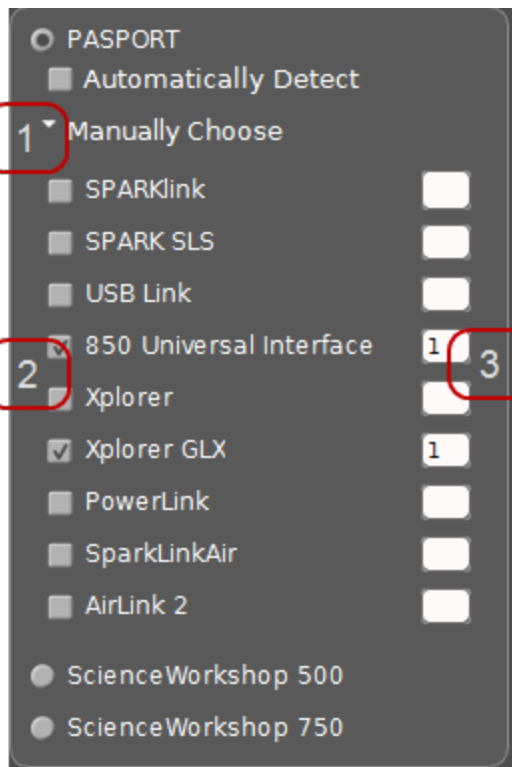 PASPORT
Automatically Detect
1 Manually Choose
SPARKlink
SPARK SLS
USB Link
850 Universal Interface 1
2 3
Xplorer
Xplorer GLX 1
PowerLink
SparkLinkAir
AirLink 2
ScienceWorkshop 500
ScienceWorkshop 750